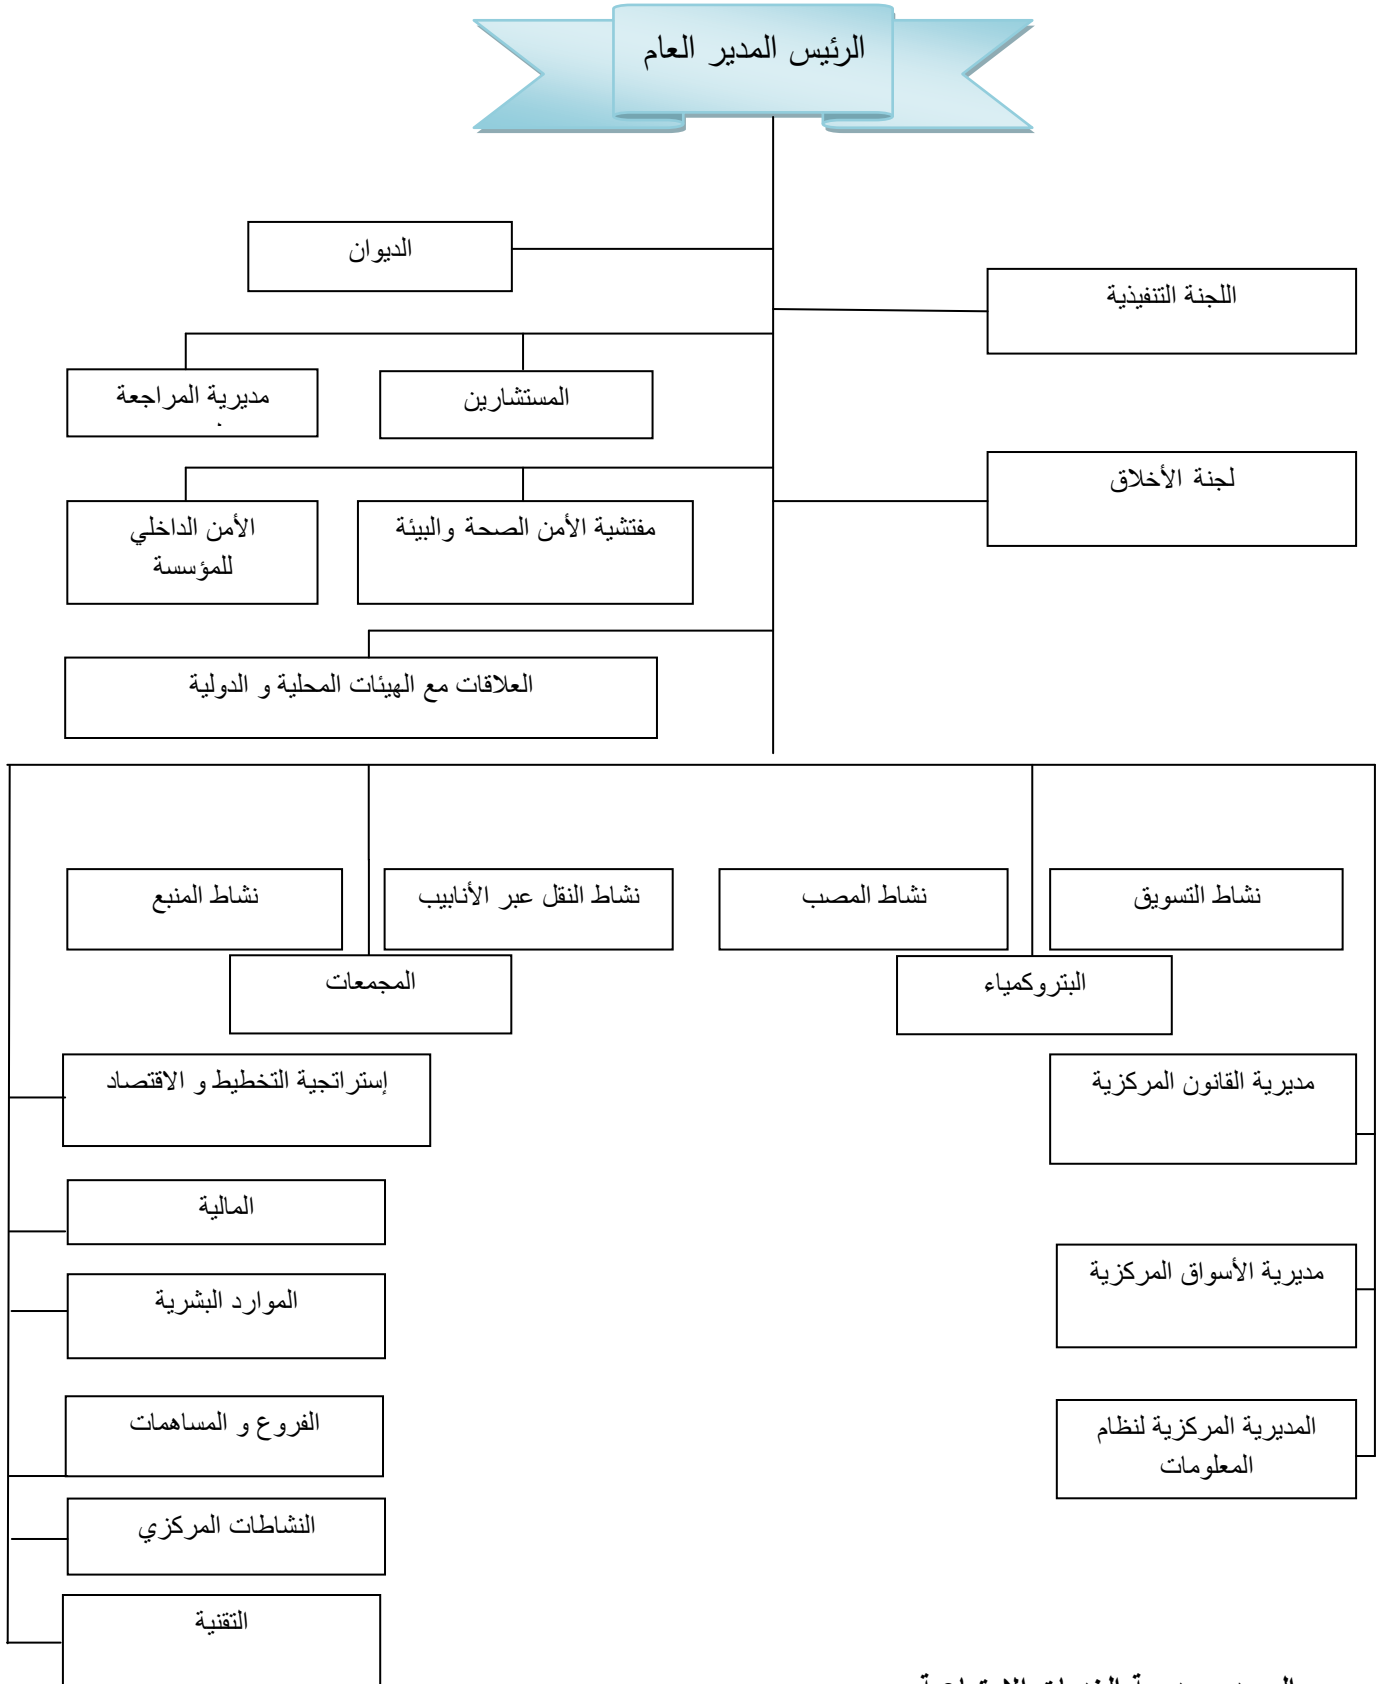 الرئيس المدير العام
الديوان
اللجنة التنفيذية
المستشارين
مديرية المراجعة
لجنة الأخلاق
مفتشية الأمن الصحة والبيئة
الأمن الداخلي
للمؤسسة
العلاقات مع الهيئات المحلية و الدولية
نشاط التسويق
نشاط المصب
نشاط النقل عبر الأنابيب
نشاط المنبع
البتروكمياء
المجمعات
مديرية القانون المركزية
إستراتجية التخطيط و الاقتصاد
المالية
مديرية الأسواق المركزية
الموارد البشرية
الفروع و المساهمات
المديرية المركزية لنظام
المعلومات
النشاطات المركزي
التقنية